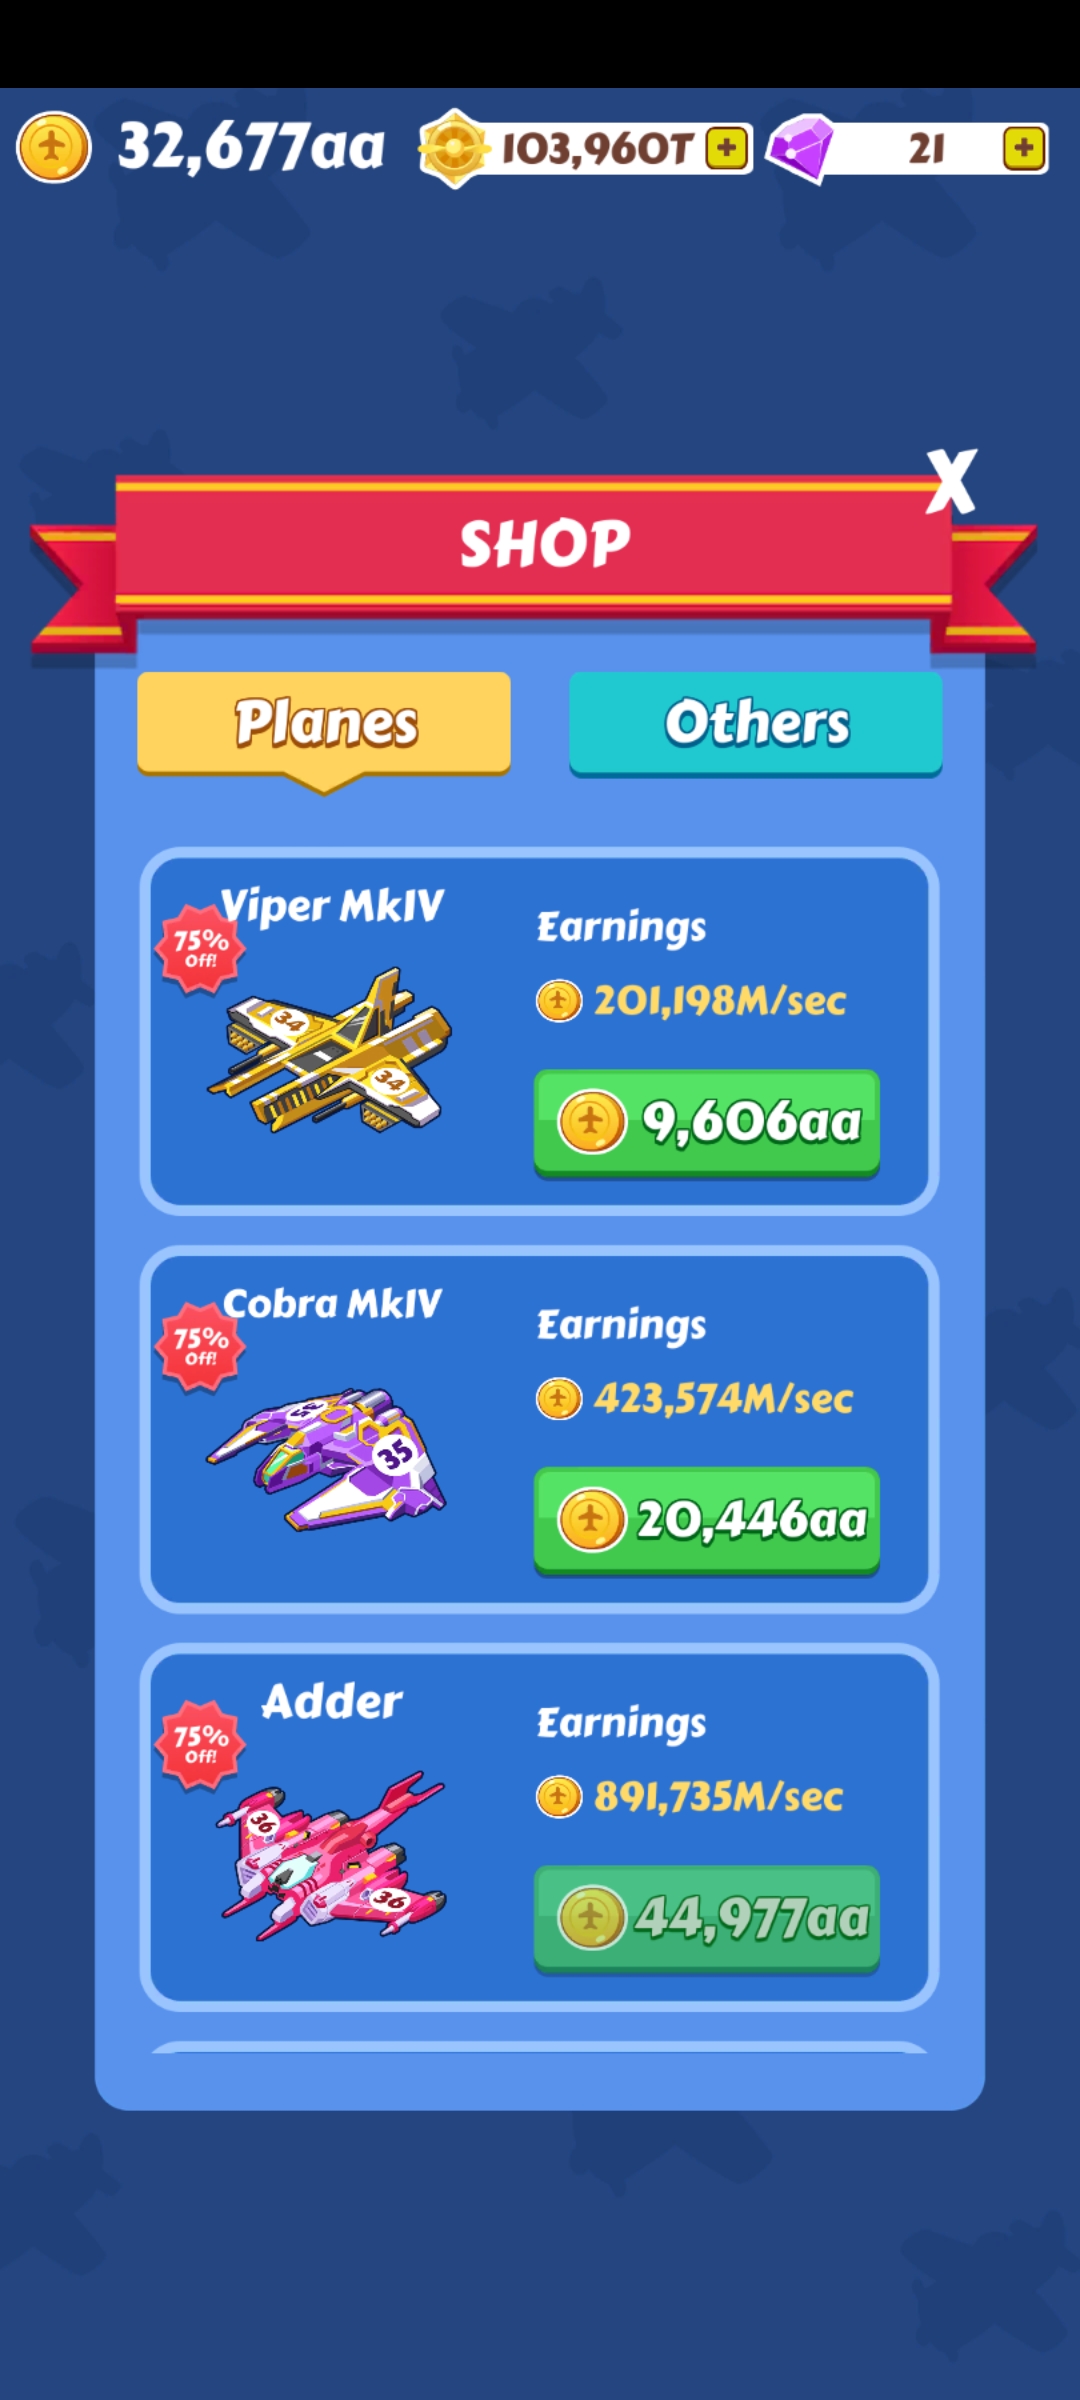 32,677aa 103,960T + 21 +
X
SHOP
Planes Others
Viper MkIV
75%
Off!
34
34
Earnings
201,198M/sec
9,606aa
Cobra MkIV
75%
Off!
35
35
Earnings
423,574M/sec
20,446aa
Adder
75%
Off!
36
36
Earnings
891,735M/sec
44,977aa